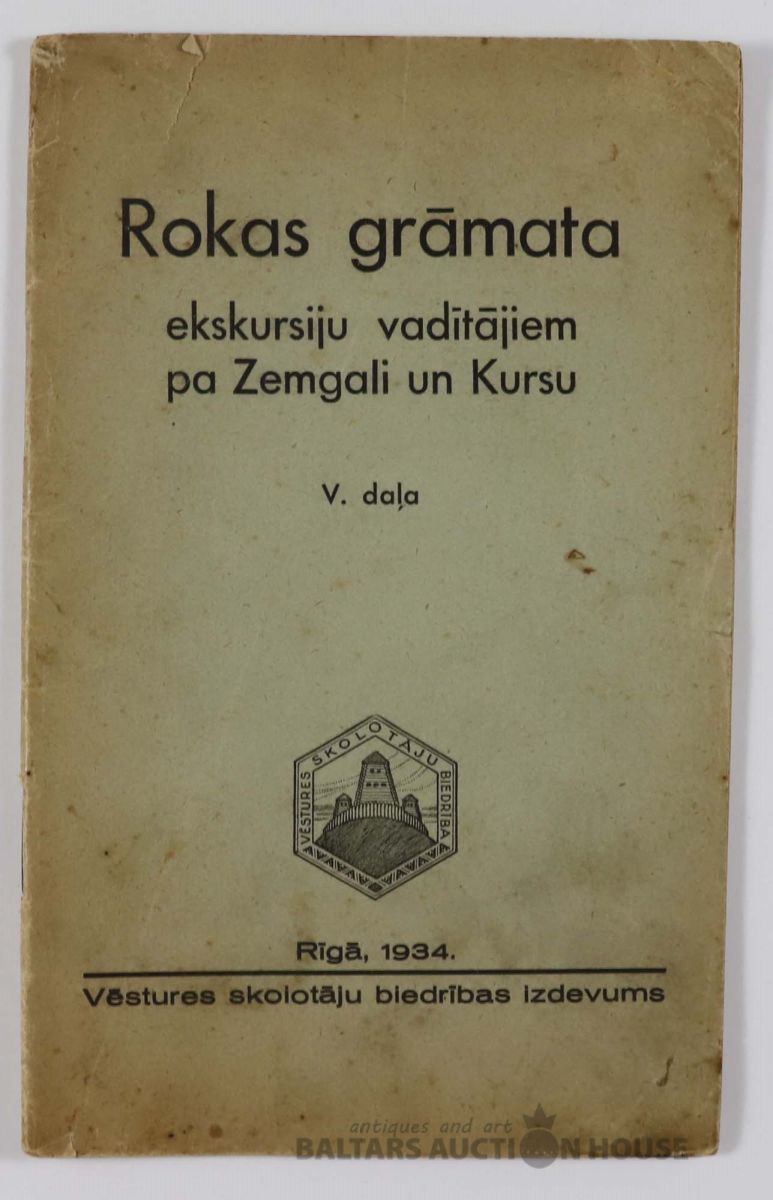 Rokas grāmata
ekskursiju vadītājiem
pa Zemgali un Kursu
V. daļa
VĒSTURES SKOLOTĀJU BIEDRĪBA
Rīgā, 1934.
Vēstures skolotāju biedrības izdevums
antiques and art
BALTARS AUCTION HOUSE